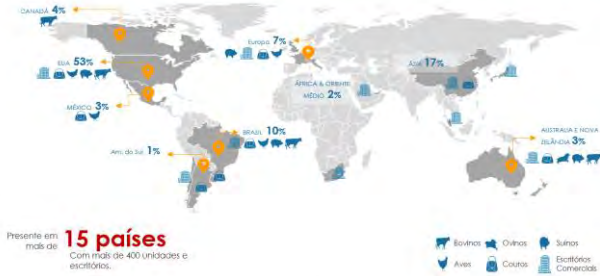 CANADÁ 4%
Europa 7%
EUA 53%
Ásia 17%
ÁFRICA & ORIENTE
MÉDIO 2%
MÉXICO 3%
BRASIL 10%
AUSTRALIA E NOVA
ZELÂNDIA 3%
Am. do Sul 1%
Presente em
mais de 15 países
Com mais de 400 unidades e
escritórios.
Bovinos Ovinos Suínos
Aves Couros Escritórios
Comerciais